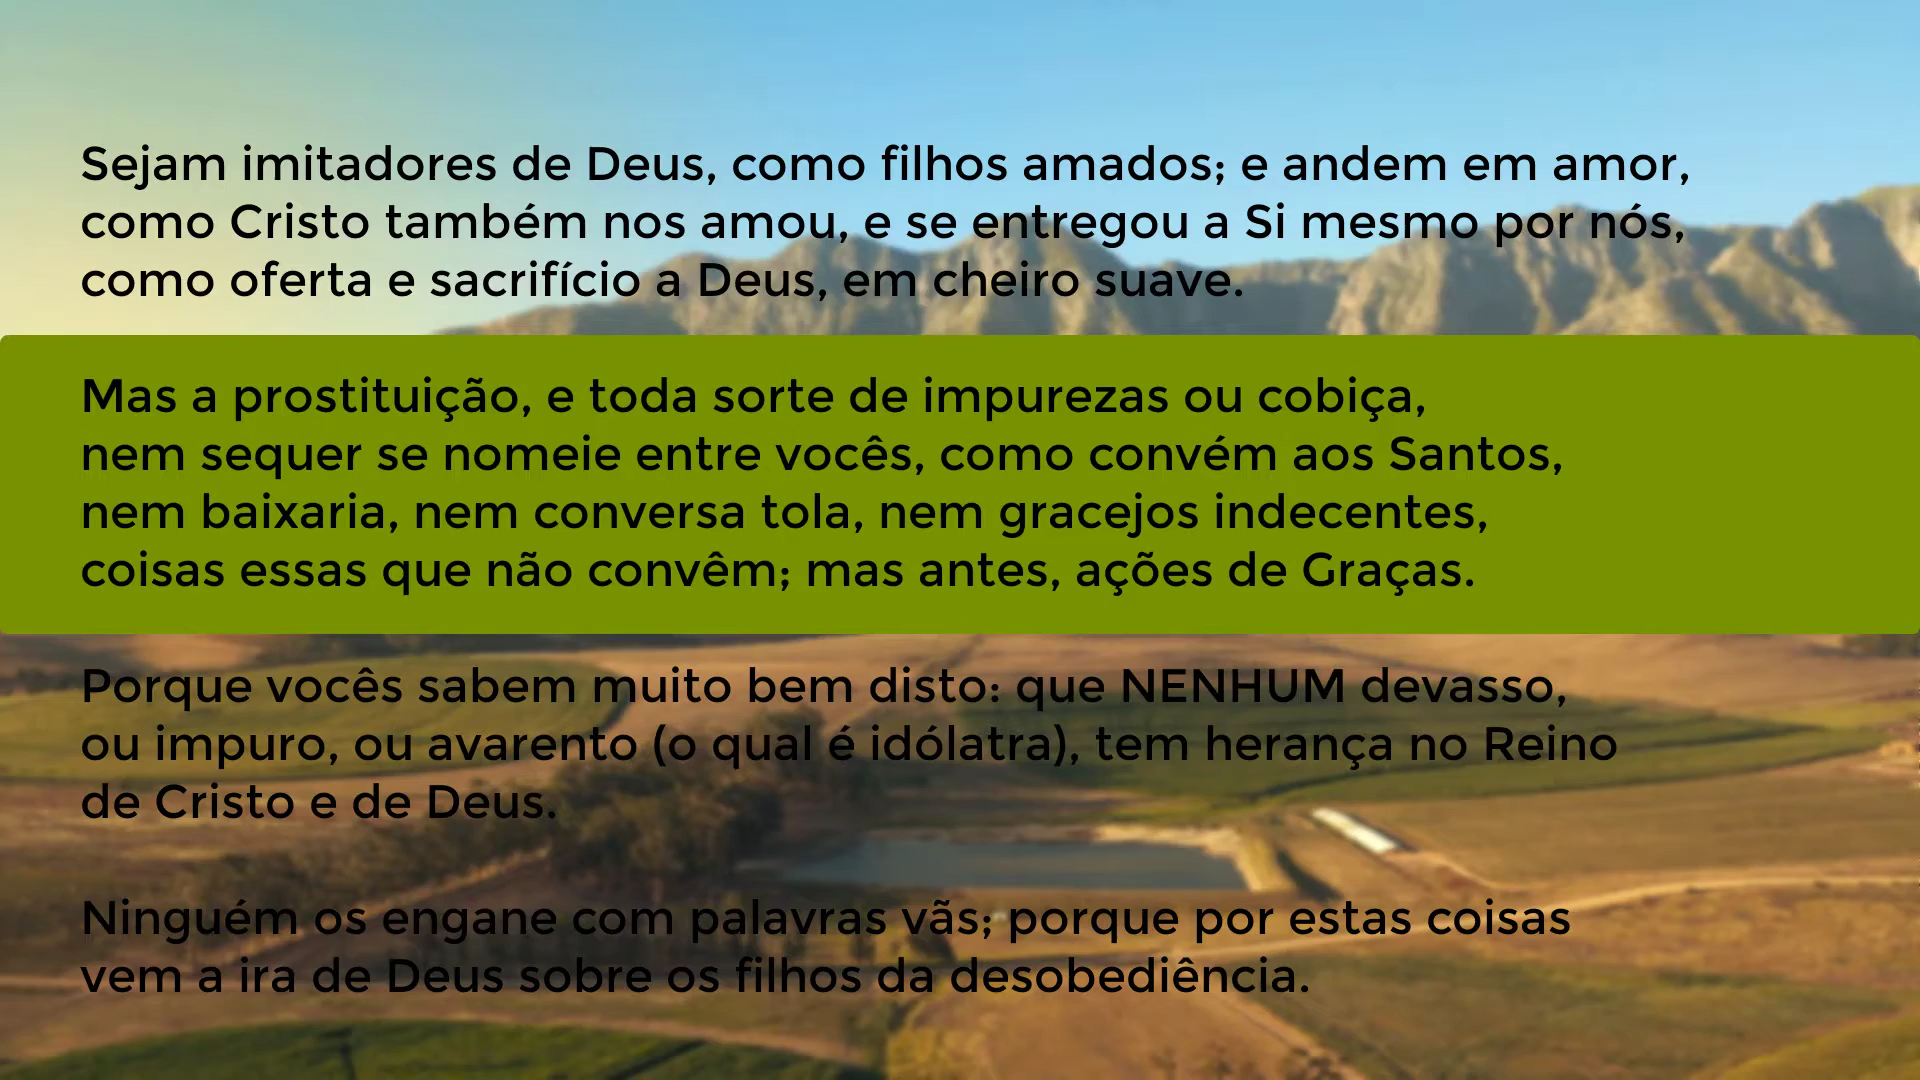 Sejam imitadores de Deus, como filhos amados; e andem em amor,
como Cristo também nos amou, e se entregou a Si mesmo por nós,
como oferta e sacrifício a Deus, em cheiro suave.
Mas a prostituição, e toda sorte de impurezas ou cobiça,
nem sequer se nomeie entre vocês, como convém aos Santos,
nem baixaria, nem conversa tola, nem gracejos indecentes,
coisas essas que não convêm; mas antes, ações de Graças.
Porque vocês sabem muito bem disto: que NENHUM devasso,
ou impuro, ou avarento (o qual é idólatra), tem herança no Reino
de Cristo e de Deus.
Ninguém os engane com palavras vãs; porque por estas coisas
vem a ira de Deus sobre os filhos da desobediência.